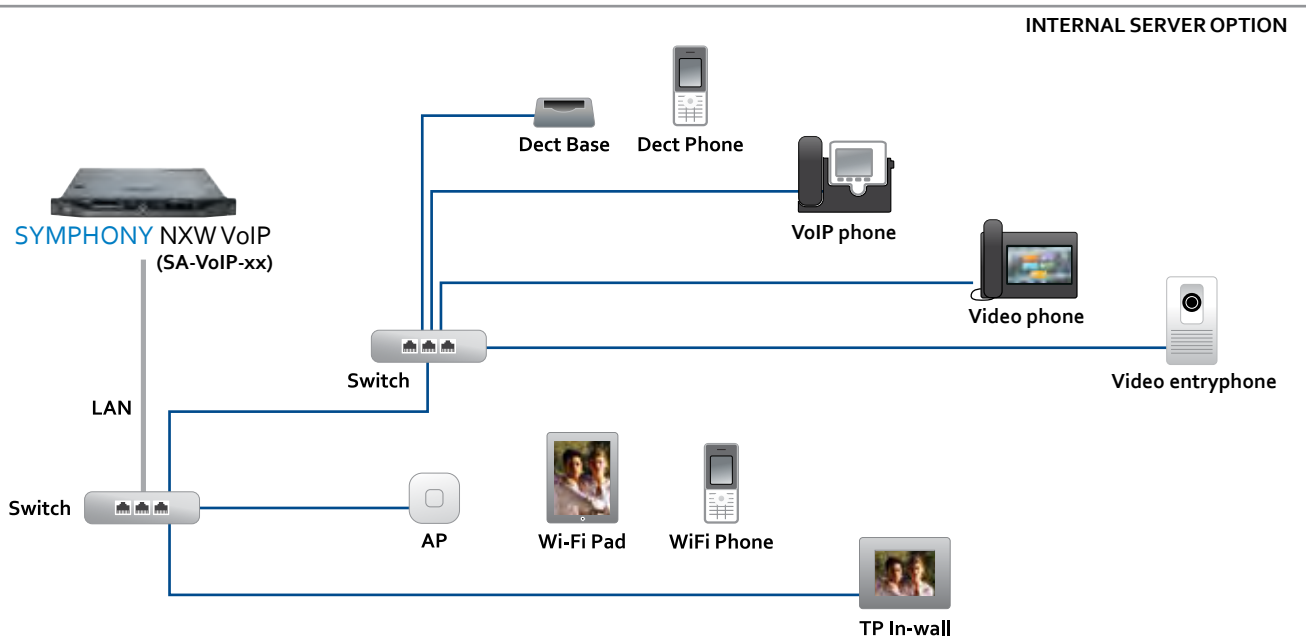 INTERNAL SERVER OPTION
Dect Base
Dect Phone
SYMPHONY NXW VoIP
(SA-VoIP-xx)
VoIP phone
Video phone
Video entryphone
Switch
LAN
Switch
AP
Wi-Fi Pad
WiFi Phone
TP In-wall